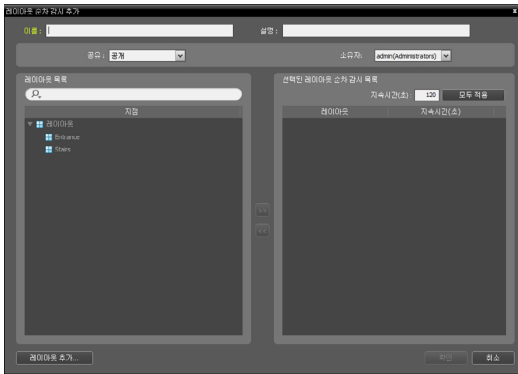 레이아웃 순차 감시 추가
x
이름 :
설명 :
공유 : 공개
소유자: admin(Administrators)
레이아웃 목록
선택된 레이아웃 순차 감시 목록
지속시간(초) : 120 모두 적용
지점
레이아웃 지속시간(초)
레이아웃
Entrance
Stairs
>>
<<
레이아웃 추가...
확인
취소